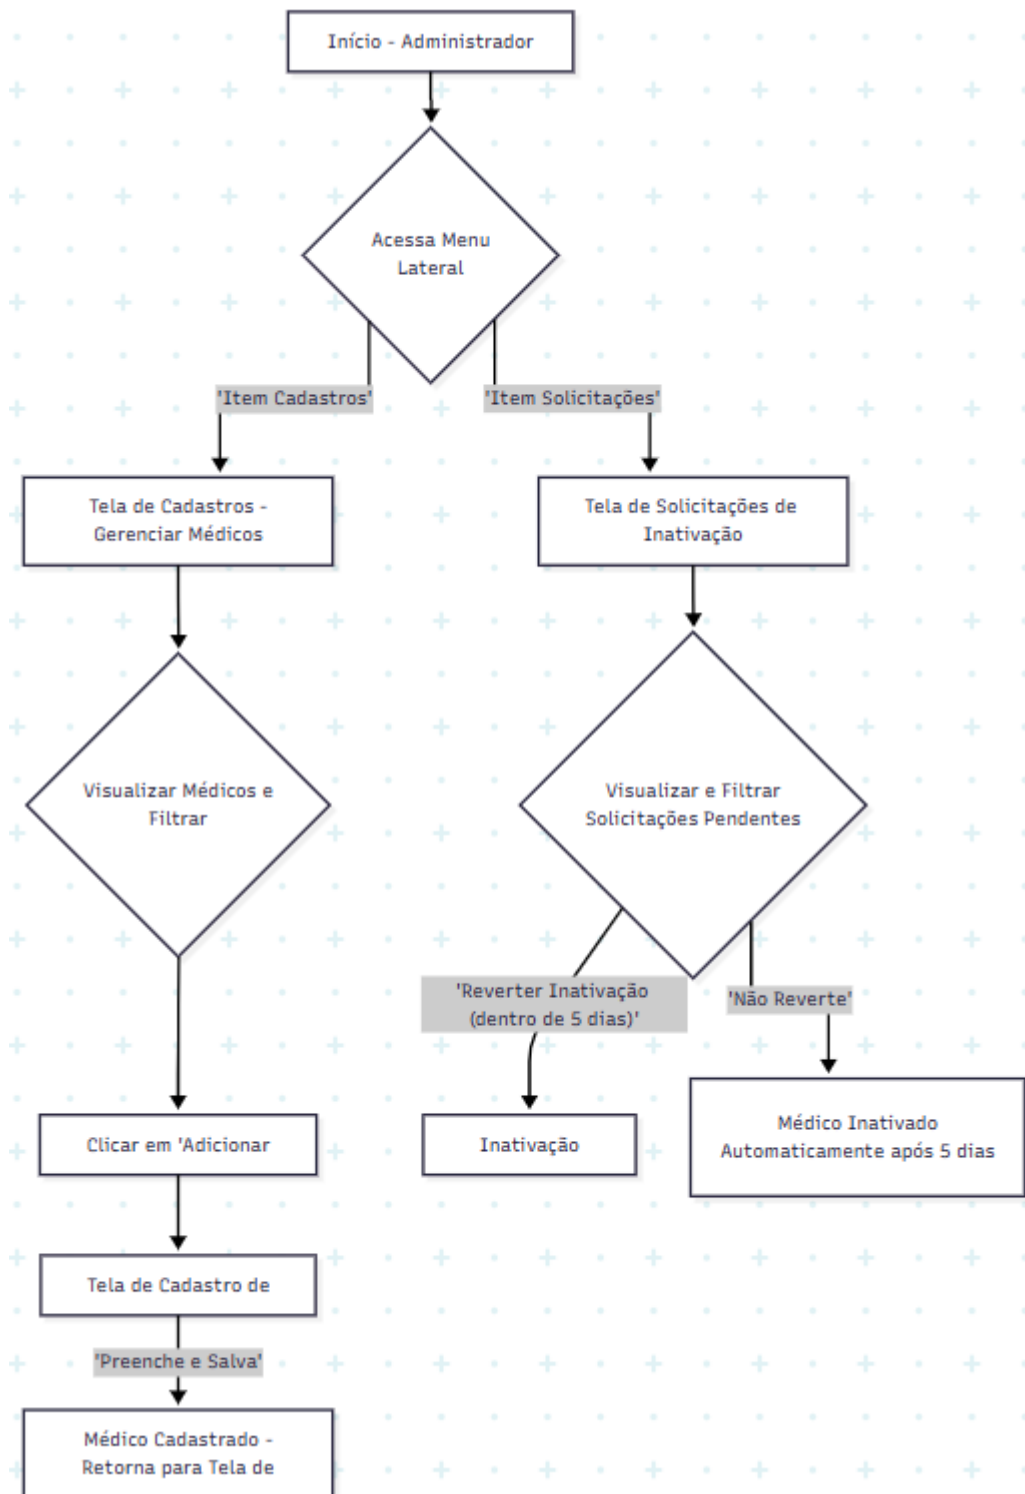 Início - Administrador
Acessa Menu
Lateral
'Item Cadastros'
'Item Solicitações'
Tela de Cadastros -
Gerenciar Médicos
Tela de Solicitações de
Inativação
Visualizar Médicos e
Filtrar
Visualizar e Filtrar
Solicitações Pendentes
'Reverter Inativação
(dentro de 5 dias)'
'Não Reverte'
Clicar em 'Adicionar
Inativação
Médico Inativado
Automaticamente após 5 dias
Tela de Cadastro de
'Preenche e Salva'
Médico Cadastrado -
Retorna para Tela de